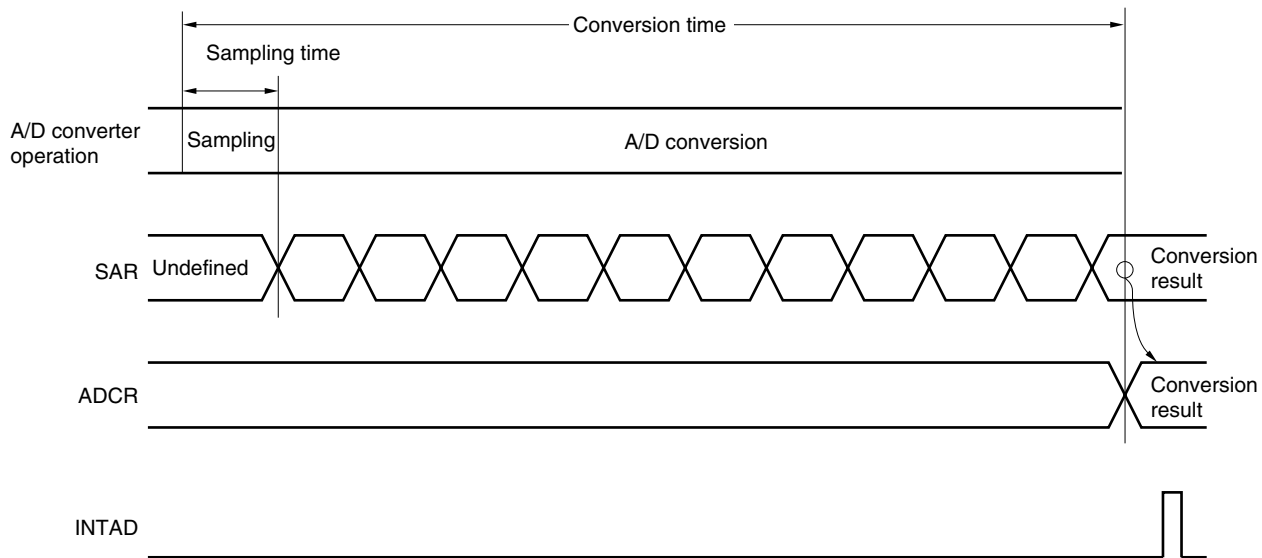 Conversion time
Sampling time
A/D converter
operation
Sampling
A/D conversion
SAR
Undefined
Conversion
result
ADCR
Conversion
result
INTAD